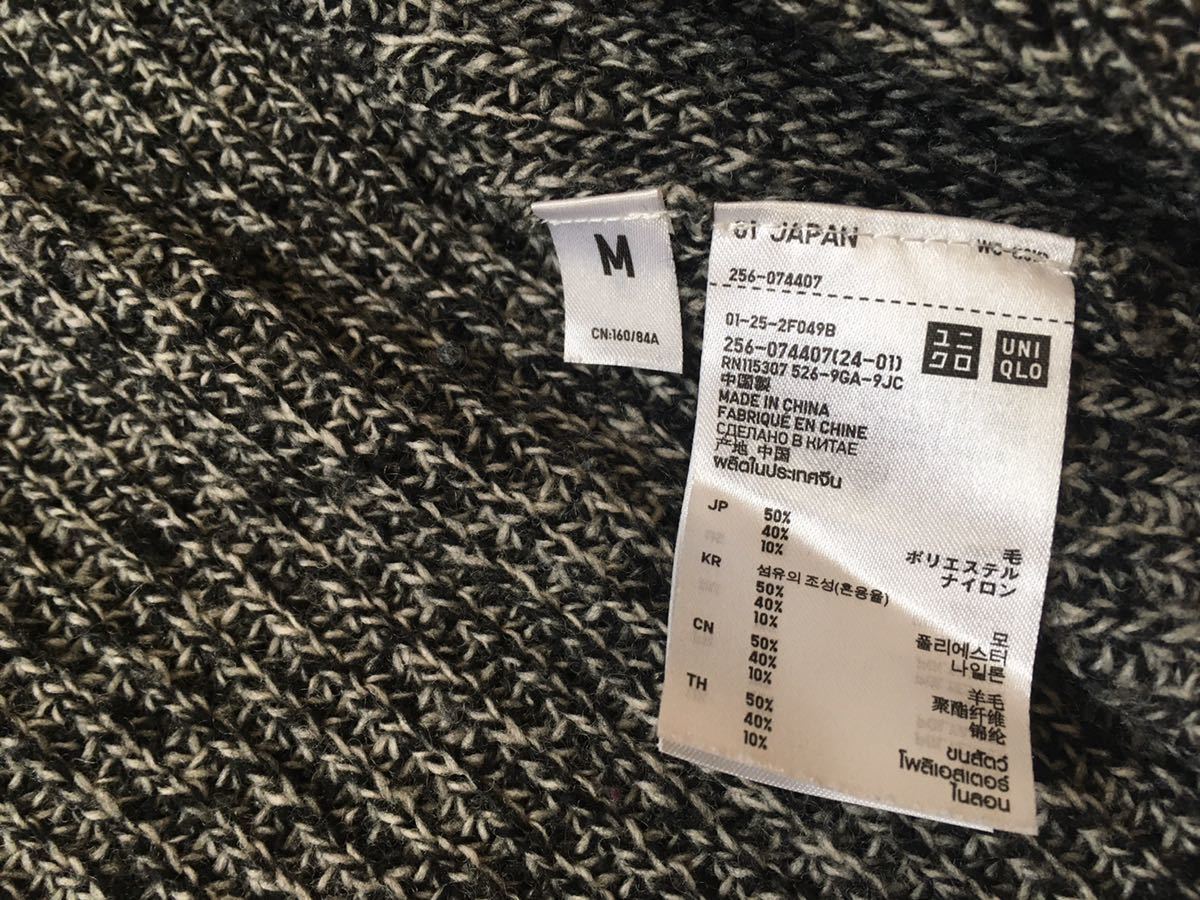 M
CN:160/84A
01 JAPAN
256-074407
01-25-2F049B
256-074407(24-01)
RN115307 526-9GA-9JC
ユニ
クロ
UNI
QLO
中国製
MADE IN CHINA
FABRIQUE EN CHINE
СДЕЛАНО В КИТАЕ
产地 中国
ผลิตในประเทศจีน
JP 50% 毛
40% ポリエステル
10% ナイロン
KR 섬유의 조성(혼용율)
50% 모
40% 폴리에스터
10% 나일론
CN 50% 羊毛
40% 聚酯纤维
10% 锦纶
TH 50% ขนสัตว์
40% โพลีเอสเตอร์
10% ไนลอน